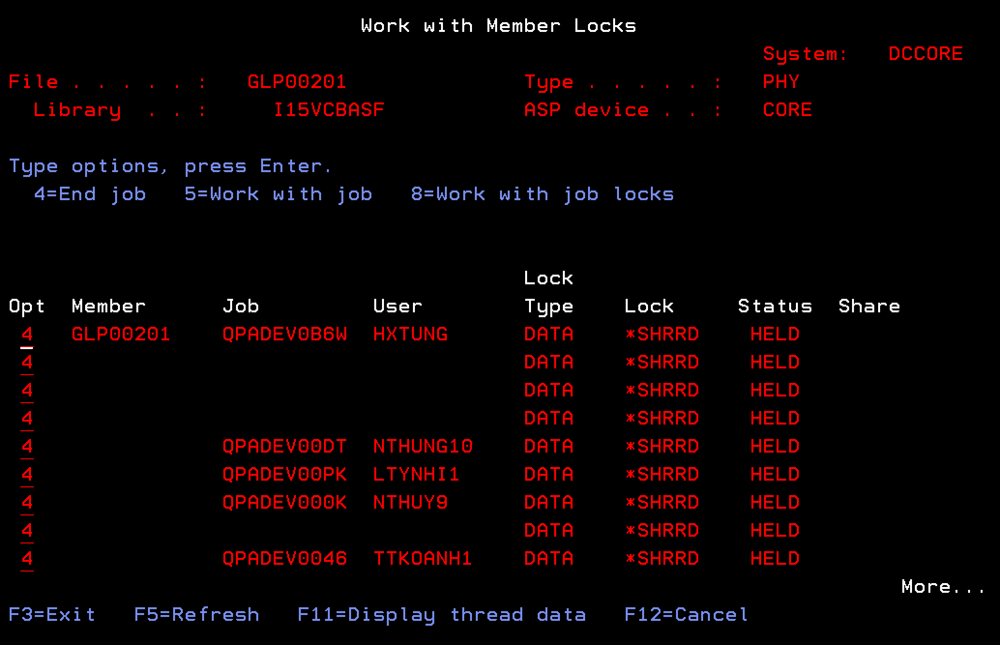 Work with Member Locks
System: DCCORE
File . . . . . : GLP00201 Type . . . . . : PHY
Library . . : I15VCBASF ASP device . . : CORE
Type options, press Enter.
4=End job 5=Work with job 8=Work with job locks
Lock
Opt Member Job User Type Lock Status Share
4 GLP00201 QPADEV0B6W HXTUNG DATA *SHRRD HELD
4 DATA *SHRRD HELD
4 DATA *SHRRD HELD
4 DATA *SHRRD HELD
4 QPADEV00DT NTHUNG10 DATA *SHRRD HELD
4 QPADEV00PK LTYNHI1 DATA *SHRRD HELD
4 QPADEV000K NTHUY9 DATA *SHRRD HELD
4 DATA *SHRRD HELD
4 QPADEV0046 TTKOANH1 DATA *SHRRD HELD
More...
F3=Exit F5=Refresh F11=Display thread data F12=Cancel